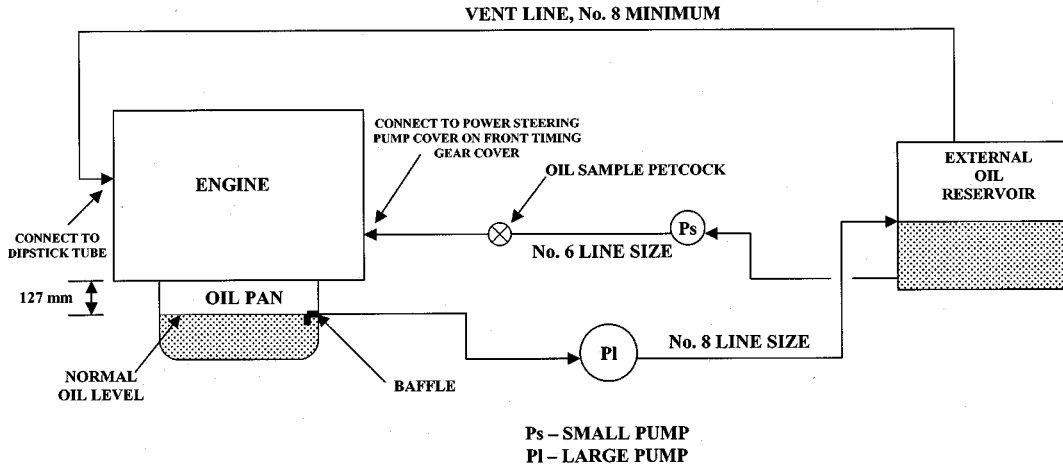 VENT LINE, No. 8 MINIMUM
CONNECT TO POWER STEERING
PUMP COVER ON FRONT TIMING
GEAR COVER
ENGINE
OIL SAMPLE PETCOCK
EXTERNAL
OIL
RESERVOIR
CONNECT TO
DIPSTICK TUBE
Ps
No. 6 LINE SIZE
127 mm
OIL PAN
Pl
No. 8 LINE SIZE
NORMAL
OIL LEVEL
BAFFLE
Ps – SMALL PUMP
Pl – LARGE PUMP